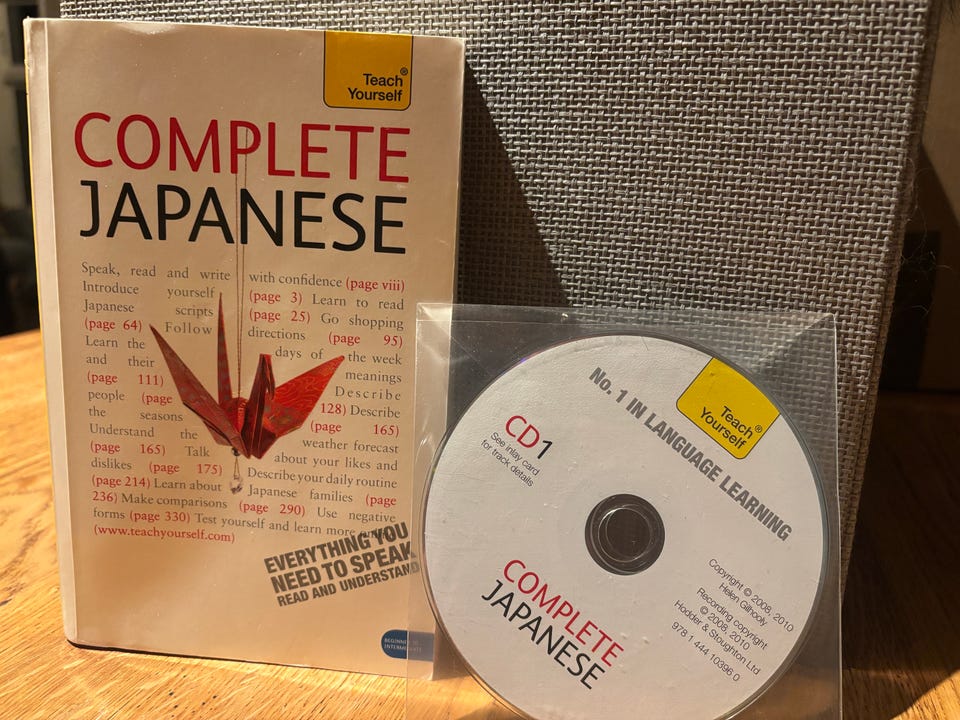 Teach®
Yourself
COMPLETE
JAPANESE
Speak, read and write with confidence (page viii)
Introduce yourself (page 3) Learn to read
Japanese scripts (page 25) Go shopping
(page 64) Follow directions (page 95)
Learn the days of the week
and their meanings
(page 111) Describe
people (page 128) Describe
the seasons (page 165)
Understand the weather forecast
(page 165) Talk about your likes and
dislikes (page 175) Describe your daily routine
(page 214) Learn about Japanese families (page
236) Make comparisons (page 290) Use negative
forms (page 330) Test yourself and learn more online
(www.teachyourself.com)
EVERYTHING YOU
NEED TO SPEAK
READ AND UNDERSTAND
No. 1 IN LANGUAGE LEARNING
Teach®
Yourself
CD1
See inlay card
for track details
COMPLETE
JAPANESE
Copyright © 2008, 2010
Helen Gilhooly
Recording copyright
© 2008, 2010
Hodder & Stoughton Ltd
978 1 444 10396 0